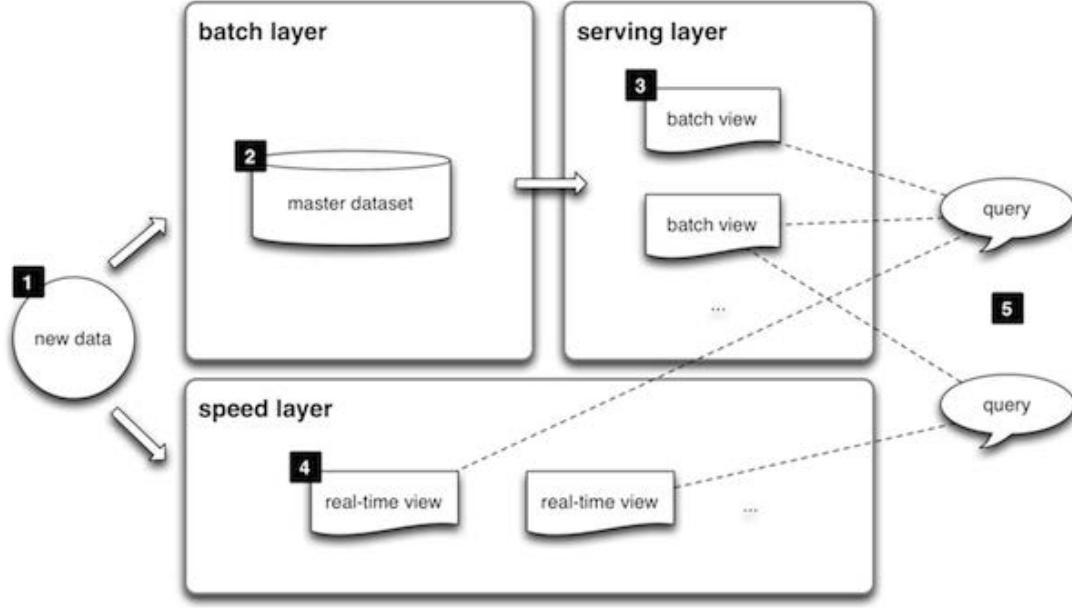 batch layer
serving layer
3
batch view
2
master dataset
batch view
query
1
new data
...
5
speed layer
query
4
real-time view
real-time view
...